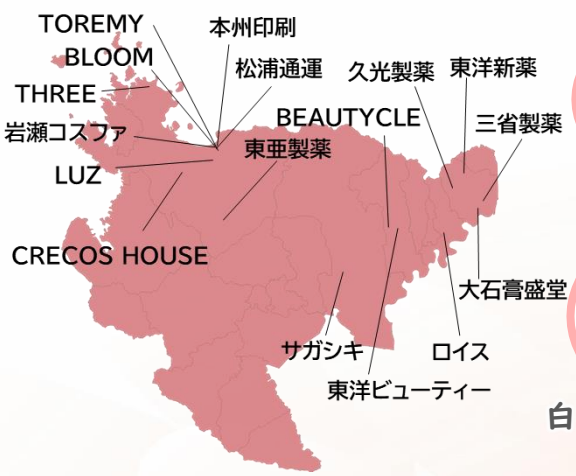 TOREMY
本州印刷
BLOOM
松浦通運
久光製薬
東洋新薬
THREE
BEAUTYCLE
三省製薬
岩瀬コスファ
東亜製薬
LUZ
CRECOS HOUSE
大石膏盛堂
サガシキ
ロイス
東洋ビューティー
白